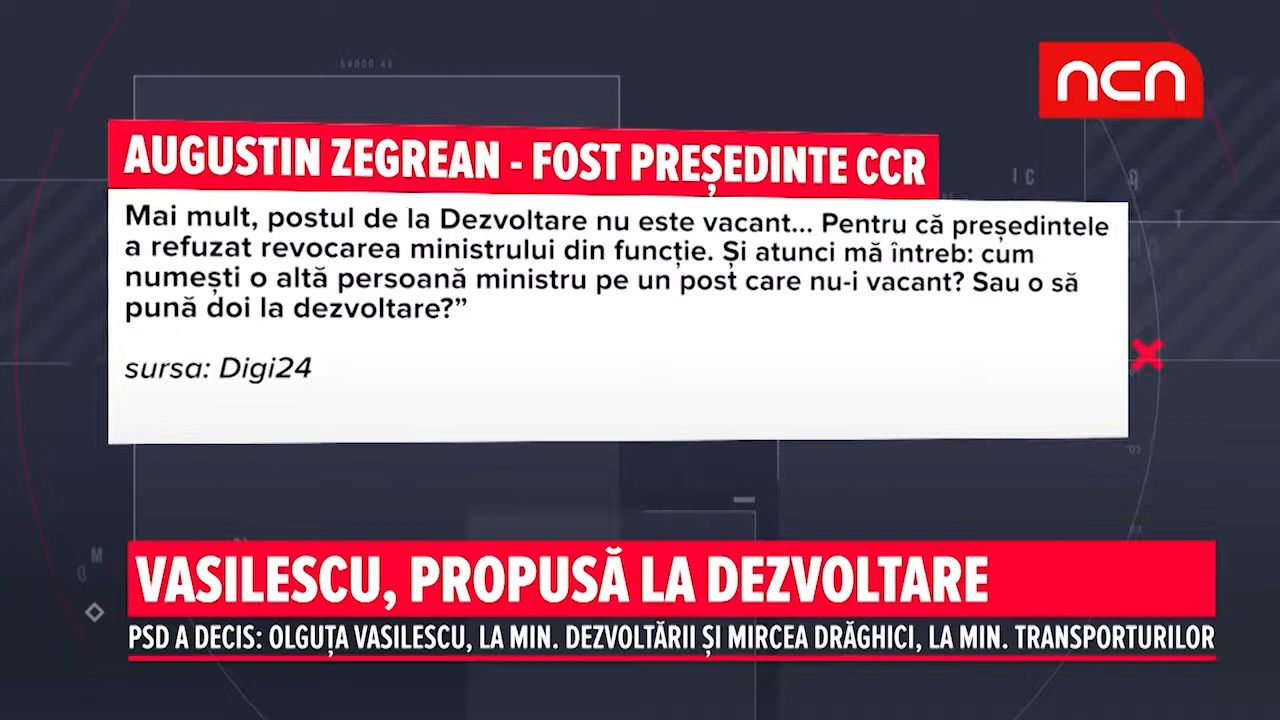 54000.45
ncn
AUGUSTIN ZEGREAN - FOST PREȘEDINTE CCR
Mai mult, postul de la Dezvoltare nu este vacant... Pentru că președintele
a refuzat revocarea ministrului din funcție. Și atunci mă întreb: cum
numești o altă persoană ministru pe un post care nu-i vacant? Sau o să
pună doi la dezvoltare?”
sursa: Digi24
VASILESCU, PROPUSĂ LA DEZVOLTARE
PSD A DECIS: OLGUȚA VASILESCU, LA MIN. DEZVOLTĂRII ȘI MIRCEA DRĂGHICI, LA MIN. TRANSPORTURILOR